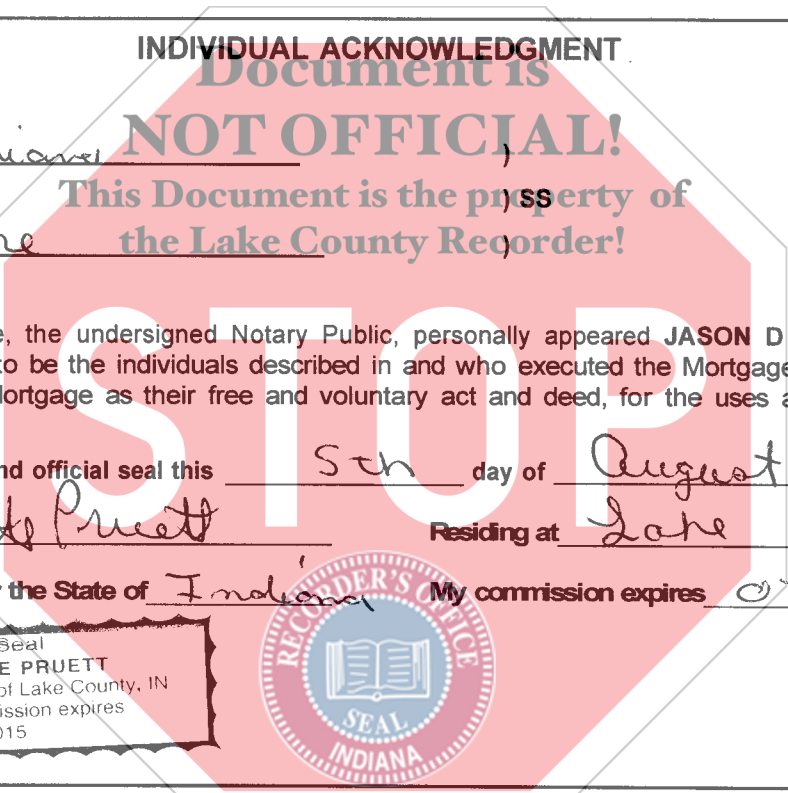 INDIVIDUAL ACKNOWLEDGMENT
Document is
NOT OFFICIAL!
)
This Document is the property of
) SS
the Lake County Recorder!
)
STOP
, the undersigned Notary Public, personally appeared JASON D
to be the individuals described in and who executed the Mortgage
Mortgage as their free and voluntary act and deed, for the uses
nd official seal this 5th day of August
Pruett Residing at Lake
the State of Indiana My commission expires
RECORDER'S OFFICE
SEAL
INDIANA
Seal
E PRUETT
of Lake County, IN
ission expires
015